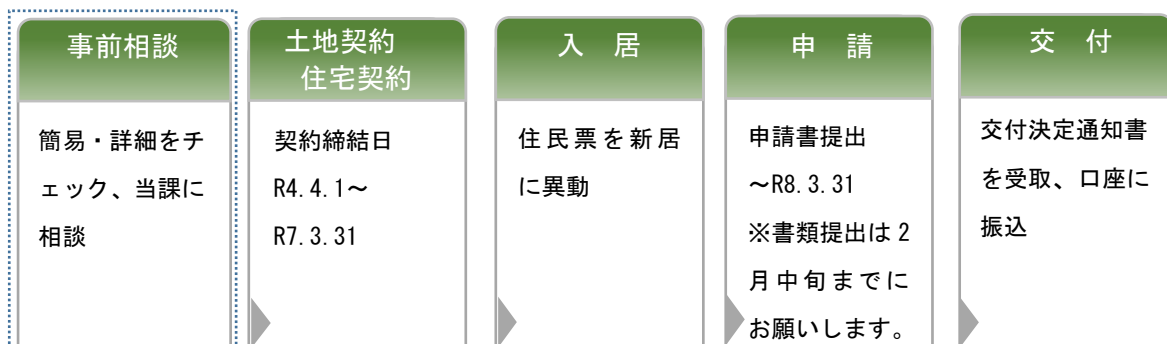 事前相談
簡易・詳細をチ
ェック、当課に
相談
土地契約
住宅契約
契約締結日
R4.4.1～
R7.3.31
入 居
住民票を新居
に異動
申 請
申請書提出
～R8.3.31
※書類提出は2
月中旬までに
お願いします。
交 付
交付決定通知書
を受取、口座に
振込